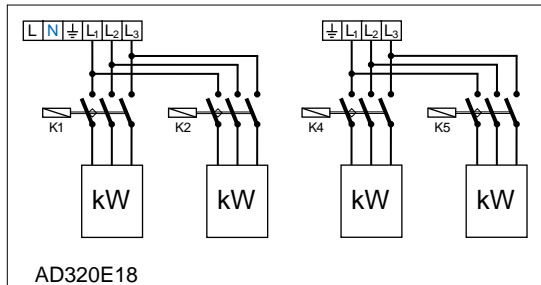 L N ⏚ L1 L2 L3
⏚ L1 L2 L3
K1 K2 K4 K5
kW kW kW kW
AD320E18